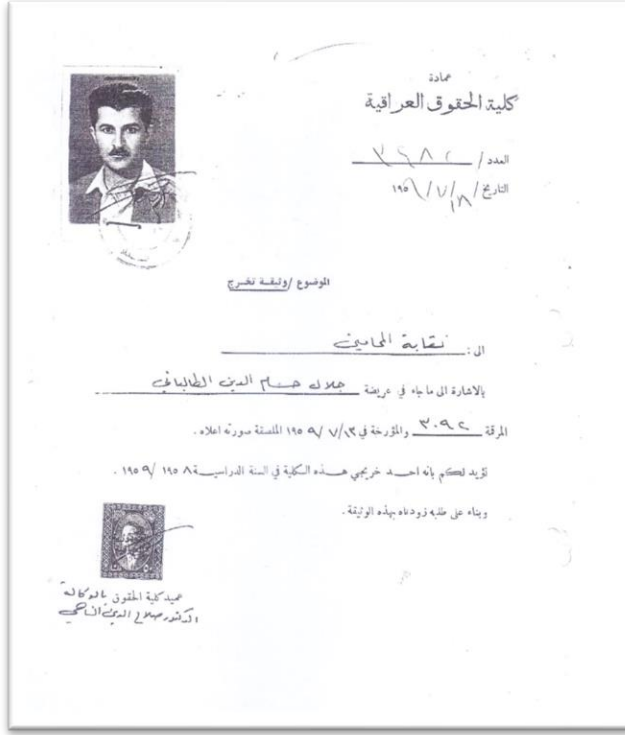 عمادة
كلية الحقوق العراقية
العدد / ٣٩٨٢
التاريخ / ١٨ / ٧ / ١٩٥٩
الموضوع / وثيقة تخرج
الى : نقابة المحامين
بالاشارة الى ما جاء في عريضة جلال حسام الدين الطالباني
المرقمة ٣٠٩٢ والمؤرخة في ١٣/ ٧/ ١٩٥٩ الملصقة صورته اعلاه .
نؤيد لكم بانه احد خريجي هذه الكلية في السنة الدراسية ١٩٥٨ / ١٩٥٩ .
وبناء على طلبه زودناه بهذه الوثيقة .
عميد كلية الحقوق بالوكالة
الدكتور صلاح الدين الناهي